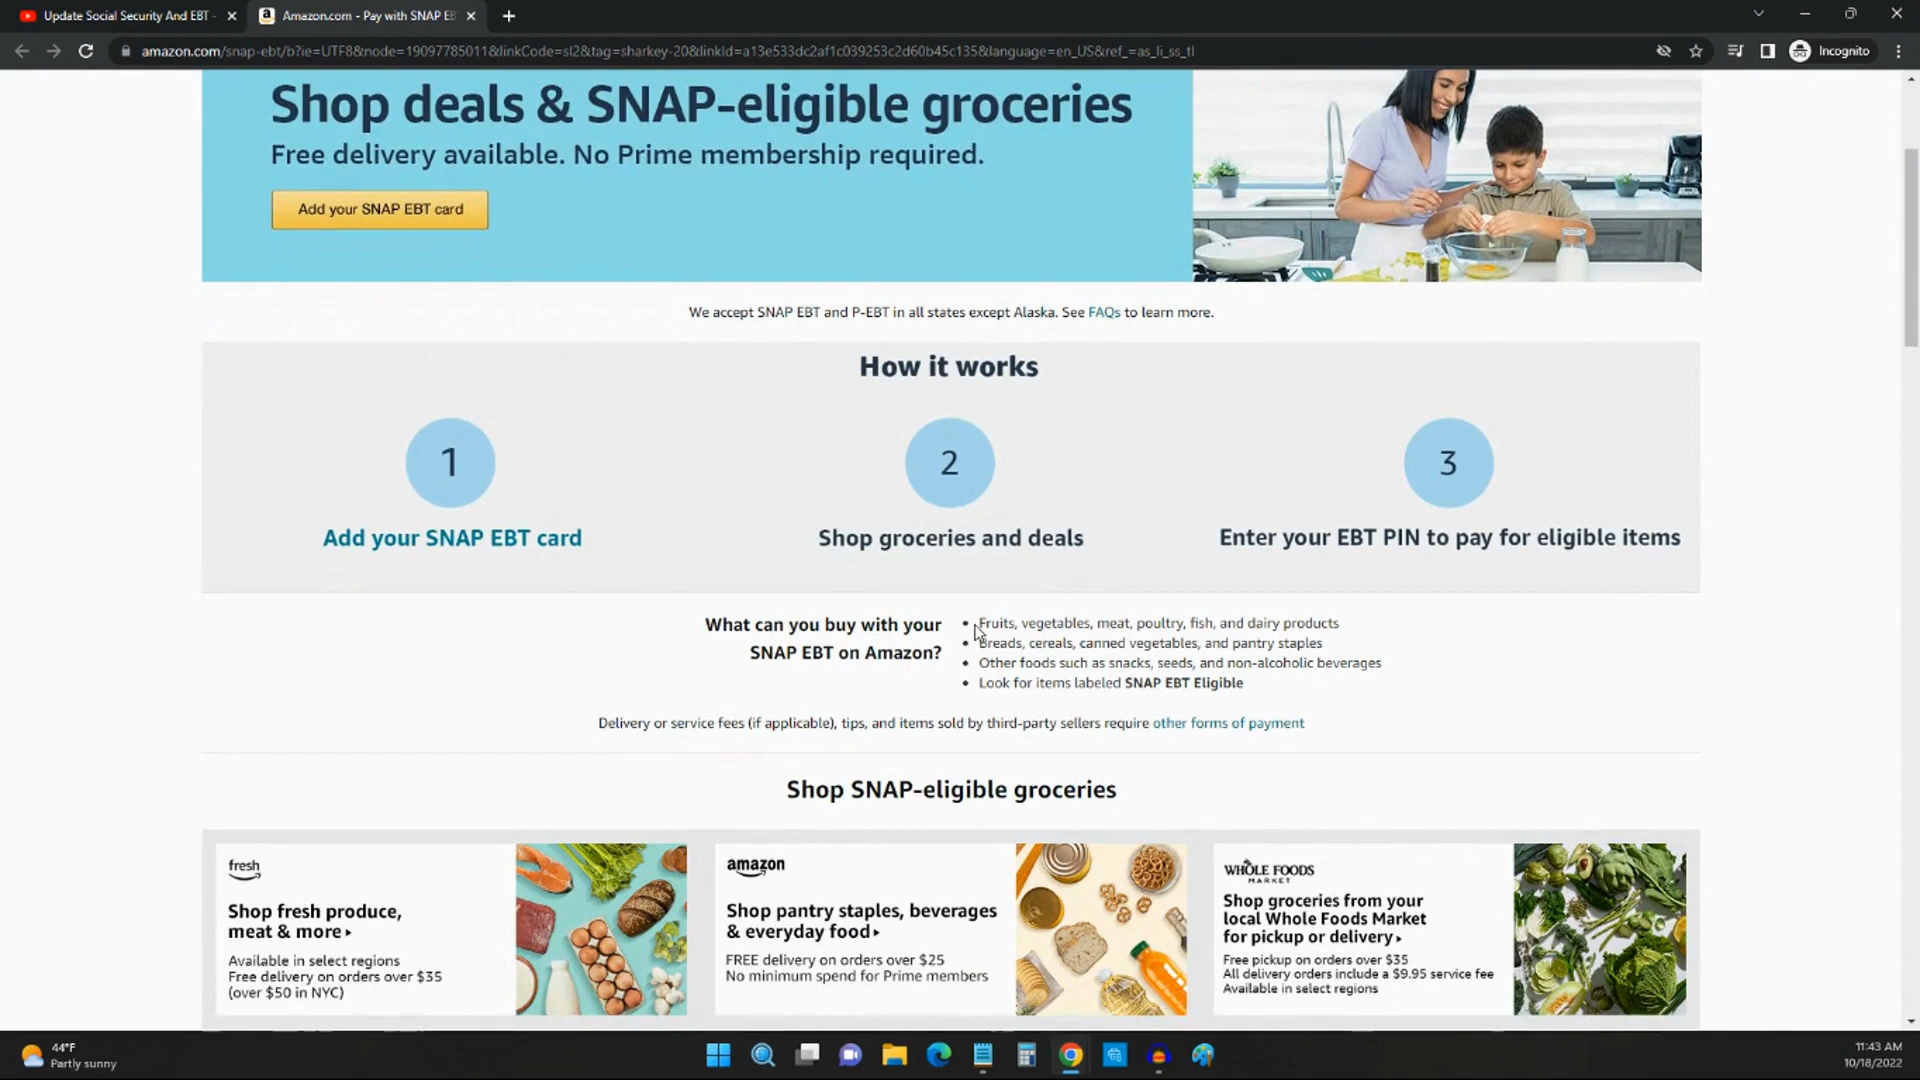 Update Social Security And EBT -
Amazon.com - Pay with SNAP EB
amazon.com/snap-ebt/b?ie=UTF8&node=19097785011&linkCode=sl2&tag=sharkey-20&linkId=a13e533dc2af1c039253c2d60b45c135&language=en_US&ref_=as_li_ss_tl
Incognito
Shop deals & SNAP-eligible groceries
Free delivery available. No Prime membership required.
Add your SNAP EBT card
We accept SNAP EBT and P-EBT in all states except Alaska. See FAQs to learn more.
How it works
1
2
3
Add your SNAP EBT card
Shop groceries and deals
Enter your EBT PIN to pay for eligible items
What can you buy with your
SNAP EBT on Amazon?
• Fruits, vegetables, meat, poultry, fish, and dairy products
• Breads, cereals, canned vegetables, and pantry staples
• Other foods such as snacks, seeds, and non-alcoholic beverages
• Look for items labeled SNAP EBT Eligible
Delivery or service fees (if applicable), tips, and items sold by third-party sellers require other forms of payment
Shop SNAP-eligible groceries
fresh
Shop fresh produce,
meat & more ▸
Available in select regions
Free delivery on orders over $35
(over $50 in NYC)
amazon
Shop pantry staples, beverages
& everyday food ▸
FREE delivery on orders over $25
No minimum spend for Prime members
WHOLE FOODS
MARKET
Shop groceries from your
local Whole Foods Market
for pickup or delivery ▸
Free pickup on orders over $35
All delivery orders include a $9.95 service fee
Available in select regions
44°F
Partly sunny
11:43 AM
10/18/2022